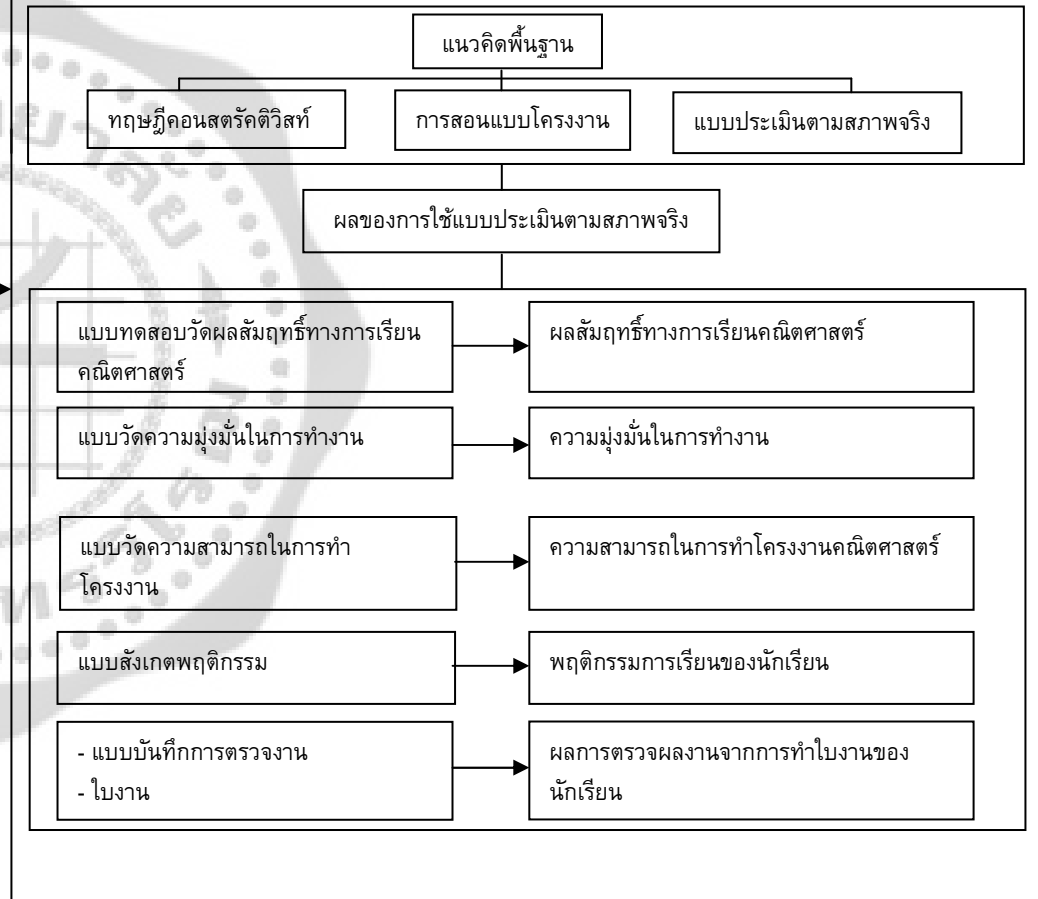 แนวคิดพื้นฐาน
ทฤษฎีคอนสตรัคติวิสท์
การสอนแบบโครงงาน
แบบประเมินตามสภาพจริง
ผลของการใช้แบบประเมินตามสภาพจริง
แบบทดสอบวัดผลสัมฤทธิ์ทางการเรียน
คณิตศาสตร์
ผลสัมฤทธิ์ทางการเรียนคณิตศาสตร์
แบบวัดความมุ่งมั่นในการทำงาน
ความมุ่งมั่นในการทำงาน
แบบวัดความสามารถในการทำ
โครงงาน
ความสามารถในการทำโครงงานคณิตศาสตร์
แบบสังเกตพฤติกรรม
พฤติกรรมการเรียนของนักเรียน
- แบบบันทึกการตรวจงาน
- ใบงาน
ผลการตรวจผลงานจากการทำใบงานของ
นักเรียน